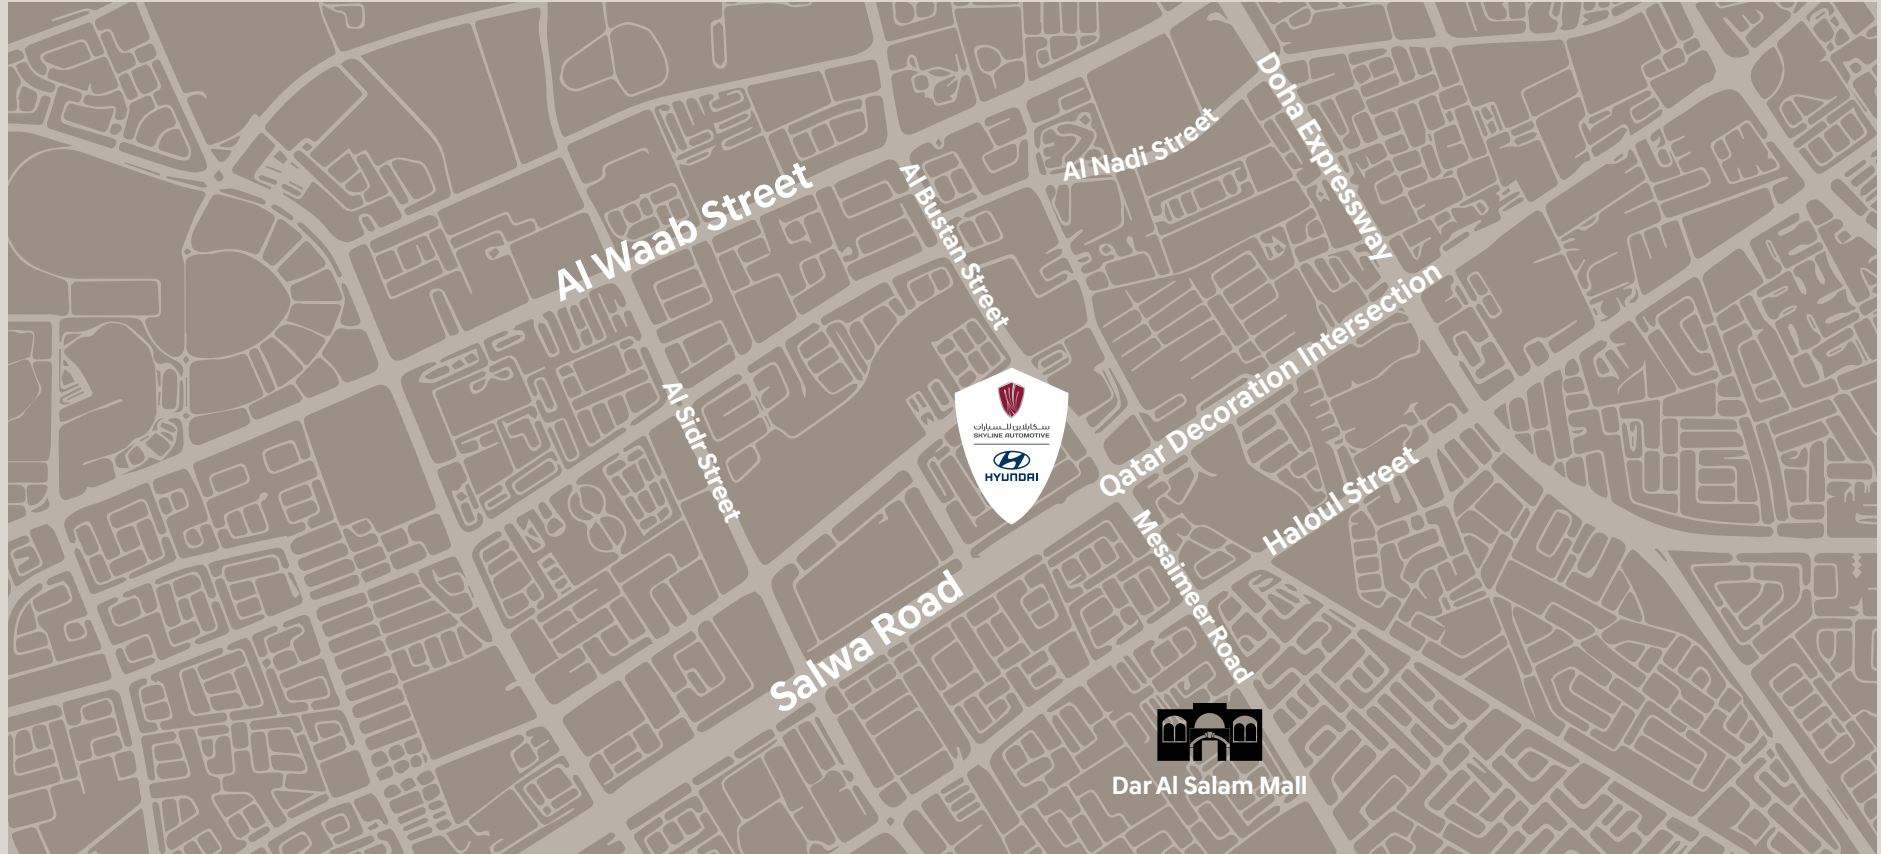 Doha Expressway
Al Nadi Street
Al Waab Street
Al Bustan Street
Qatar Decoration Intersection
Al Sidr Street
سكايلاين للسيارات
SKYLINE AUTOMOTIVE
HYUNDAI
Haloul Street
Mesaimeer Road
Salwa Road
Dar Al Salam Mall